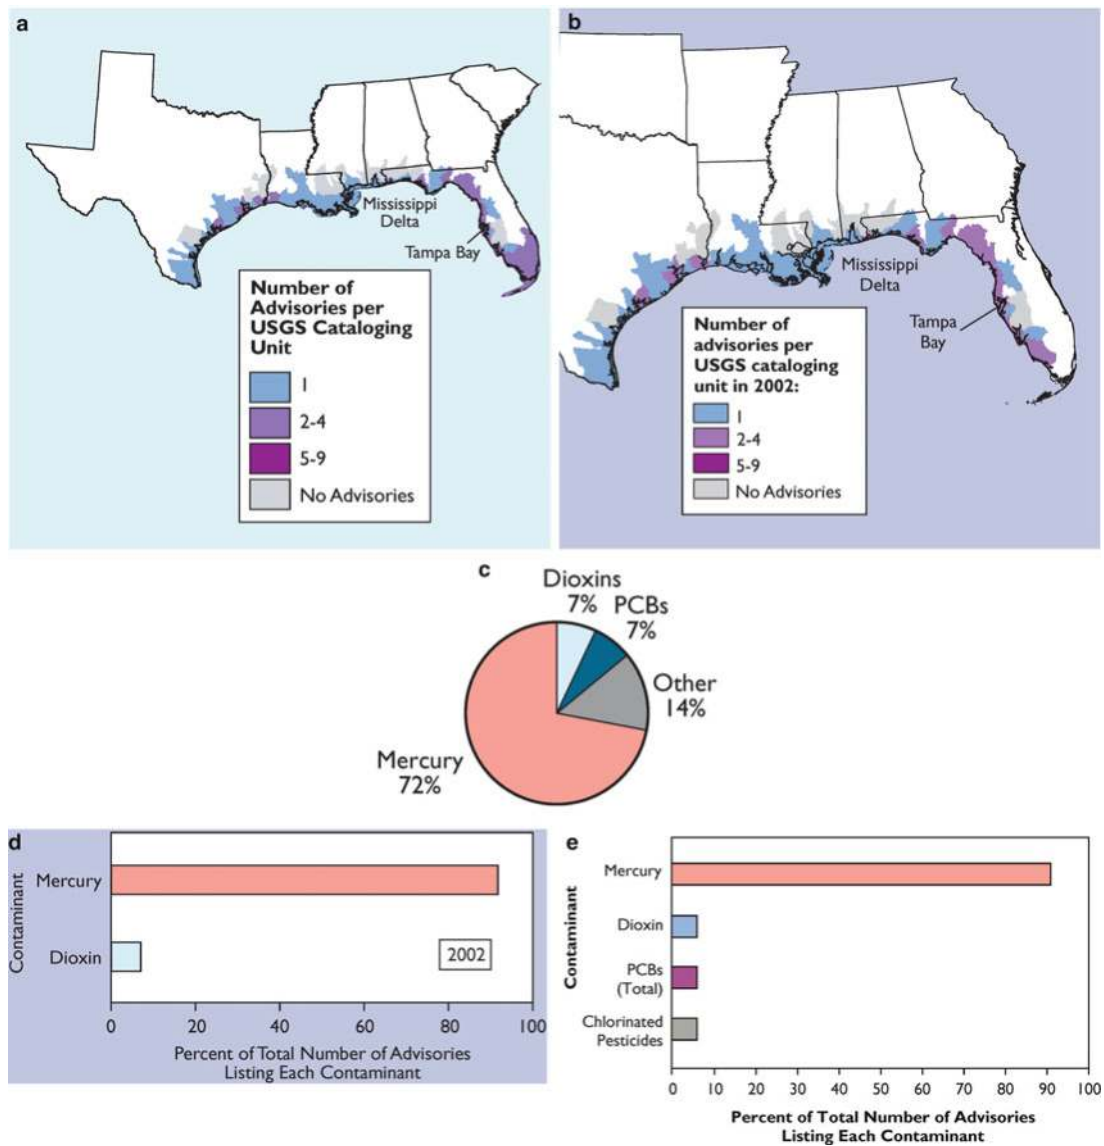 a
Mississippi
Delta
Tampa Bay
Number of
Advisories per
USGS Cataloging
Unit
1
2-4
5-9
No Advisories
b
Mississippi
Delta
Tampa
Bay
Number of
advisories per
USGS cataloging
unit in 2002:
1
2-4
5-9
No Advisories
c
Dioxins
7%
PCBs
7%
Other
14%
Mercury
72%
d
Contaminant
Mercury
Dioxin
2002
0 20 40 60 80 100
Percent of Total Number of Advisories
Listing Each Contaminant
e
Contaminant
Mercury
Dioxin
PCBs
(Total)
Chlorinated
Pesticides
0 10 20 30 40 50 60 70 80 90 100
Percent of Total Number of Advisories
Listing Each Contaminant